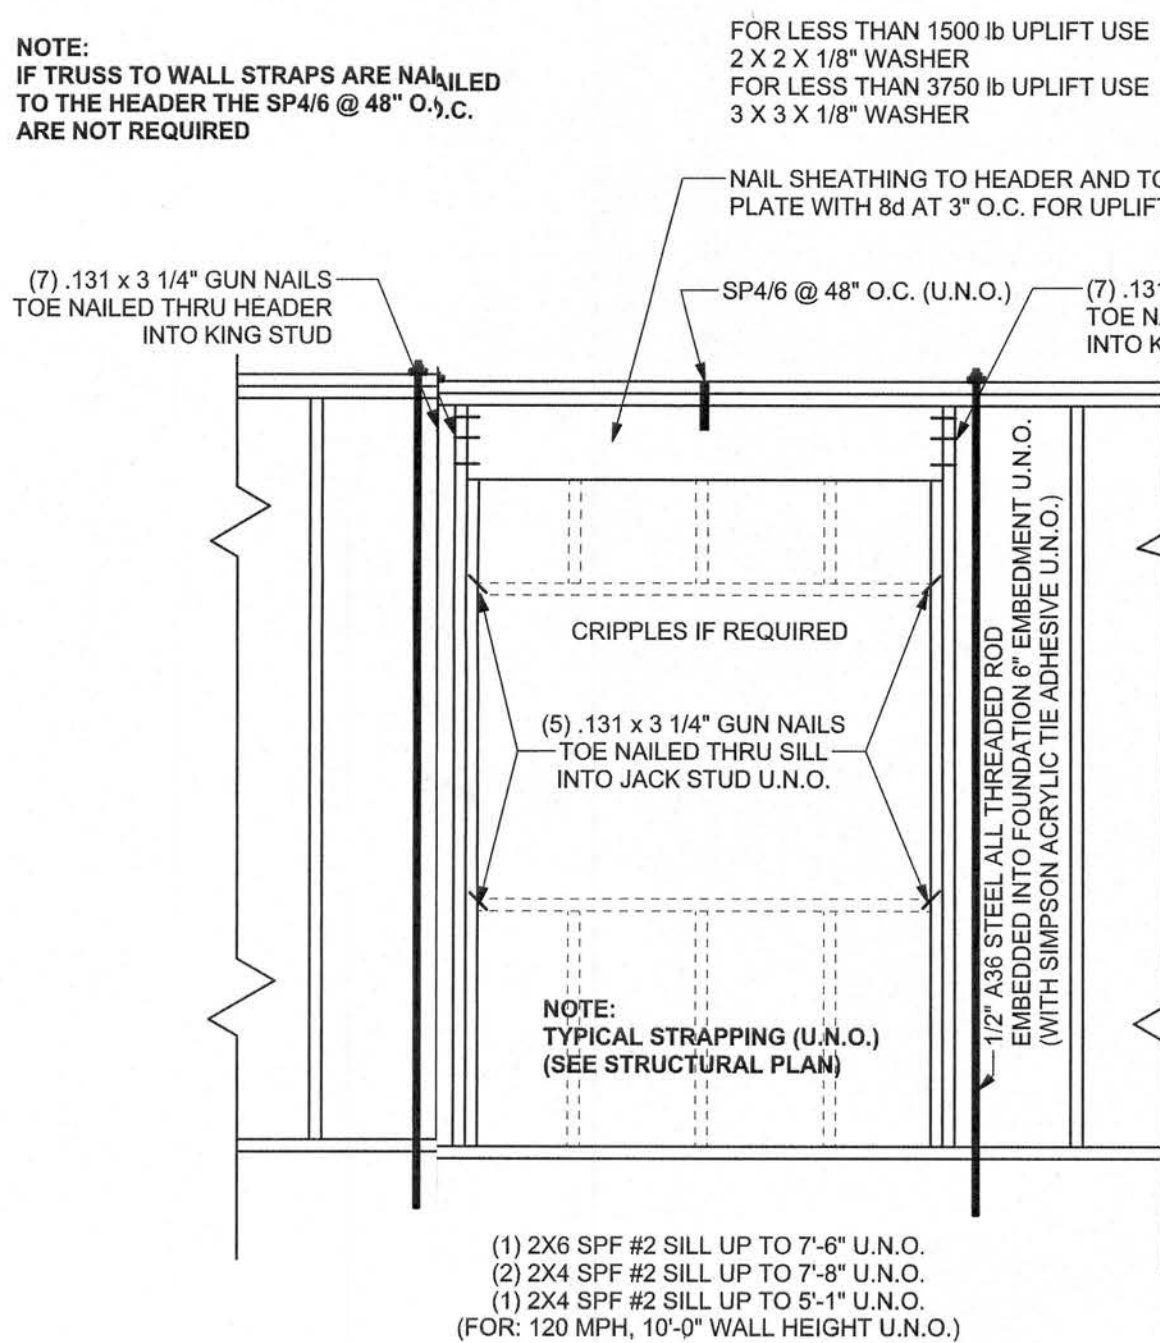 NOTE:
IF TRUSS TO WALL STRAPS ARE NAILED
TO THE HEADER THE SP4/6 @ 48" O.C.
ARE NOT REQUIRED
FOR LESS THAN 1500 lb UPLIFT USE
2 X 2 X 1/8" WASHER
FOR LESS THAN 3750 lb UPLIFT USE
3 X 3 X 1/8" WASHER
NAIL SHEATHING TO HEADER AND TO
PLATE WITH 8d AT 3" O.C. FOR UPLIFT
(7) .131 x 3 1/4" GUN NAILS
TOE NAILED THRU HEADER
INTO KING STUD
SP4/6 @ 48" O.C. (U.N.O.)
(7) .131
TOE NA
INTO K
CRIPPLES IF REQUIRED
(5) .131 x 3 1/4" GUN NAILS
TOE NAILED THRU SILL
INTO JACK STUD U.N.O.
1/2" A36 STEEL ALL THREADED ROD
EMBEDDED INTO FOUNDATION 6" EMBEDMENT U.N.O.
(WITH SIMPSON ACRYLIC TIE ADHESIVE U.N.O.)
NOTE:
TYPICAL STRAPPING (U.N.O.)
(SEE STRUCTURAL PLAN)
(1) 2X6 SPF #2 SILL UP TO 7'-6" U.N.O.
(2) 2X4 SPF #2 SILL UP TO 7'-8" U.N.O.
(1) 2X4 SPF #2 SILL UP TO 5'-1" U.N.O.
(FOR: 120 MPH, 10'-0" WALL HEIGHT U.N.O.)